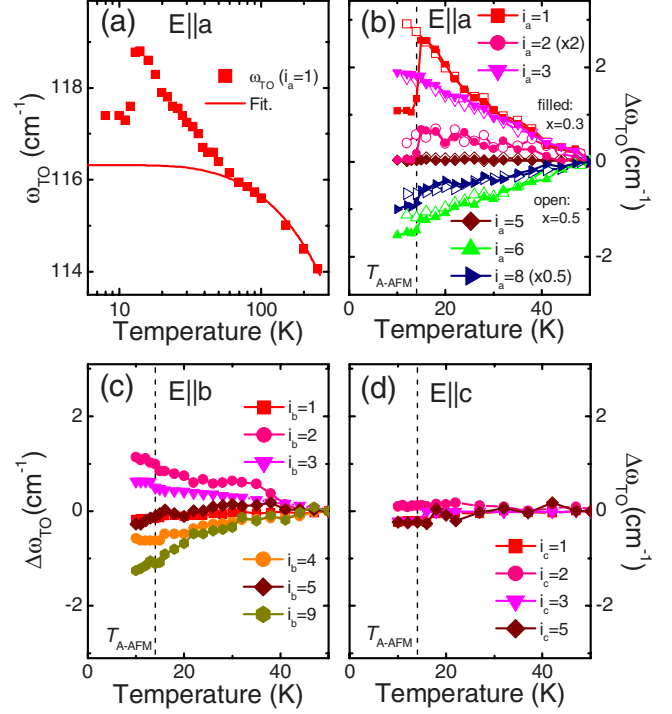 (a) E||a
118
116
114
ω_TO (cm⁻¹)
ω_TO (i_a=1)
Fit.
10 100
Temperature (K)
(b) E||a
i_a=1
i_a=2 (x2)
i_a=3
filled:
x=0.3
open:
x=0.5
i_a=5
i_a=6
i_a=8 (x0.5)
T_A-AFM
2
0
-2
Δω_TO(cm⁻¹)
0 20 40
Temperature (K)
(c) E||b
i_b=1
i_b=2
i_b=3
i_b=4
i_b=5
i_b=9
T_A-AFM
2
0
-2
Δω_TO(cm⁻¹)
0 20 40
Temperature (K)
(d) E||c
i_c=1
i_c=2
i_c=3
i_c=5
T_A-AFM
2
0
-2
Δω_TO(cm⁻¹)
0 20 40
Temperature (K)